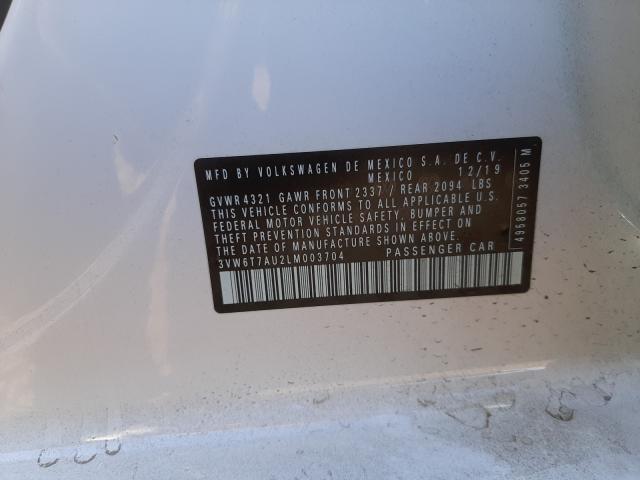 MFD BY VOLKSWAGEN DE MEXICO S.A. DE C.V.
MEXICO 12/19
GVWR 4321 GAWR FRONT 2337 / REAR 2094 LBS
THIS VEHICLE CONFORMS TO ALL APPLICABLE U.S.
FEDERAL MOTOR VEHICLE SAFETY, BUMPER AND
THEFT PREVENTION STANDARDS IN EFFECT ON
THE DATE OF MANUFACTURE SHOWN ABOVE.
3VW6T7AU2LM003704 PASSENGER CAR
4958057 3405 M